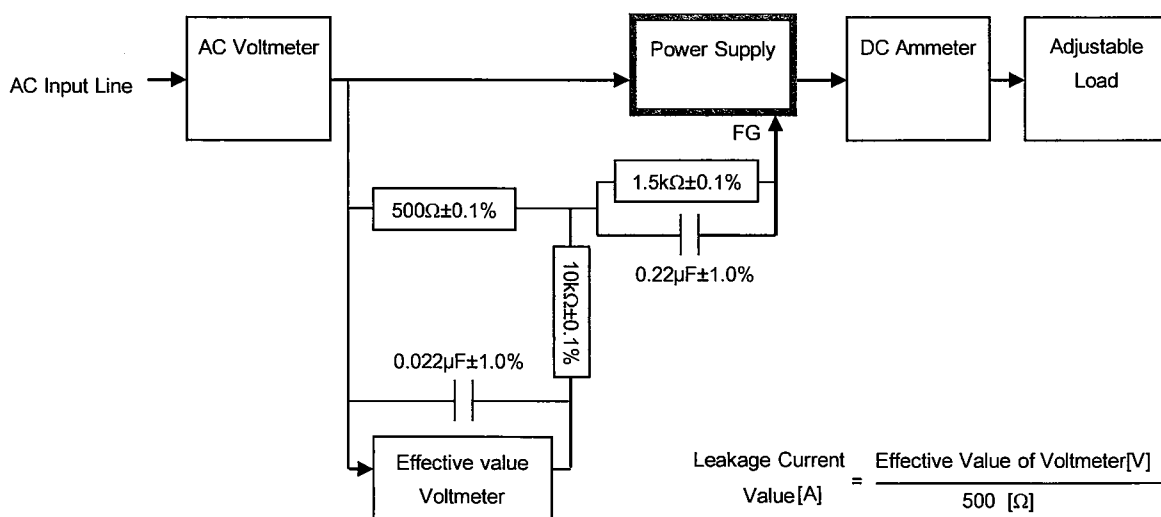 AC Voltmeter
Power Supply
DC Ammeter
Adjustable
Load
AC Input Line
FG
1.5kΩ±0.1%
500Ω±0.1%
0.22µF±1.0%
10kΩ±0.1%
0.022µF±1.0%
Effective value
Voltmeter
Leakage Current
Value[A]
=
Effective Value of Voltmeter[V]
500 [Ω]